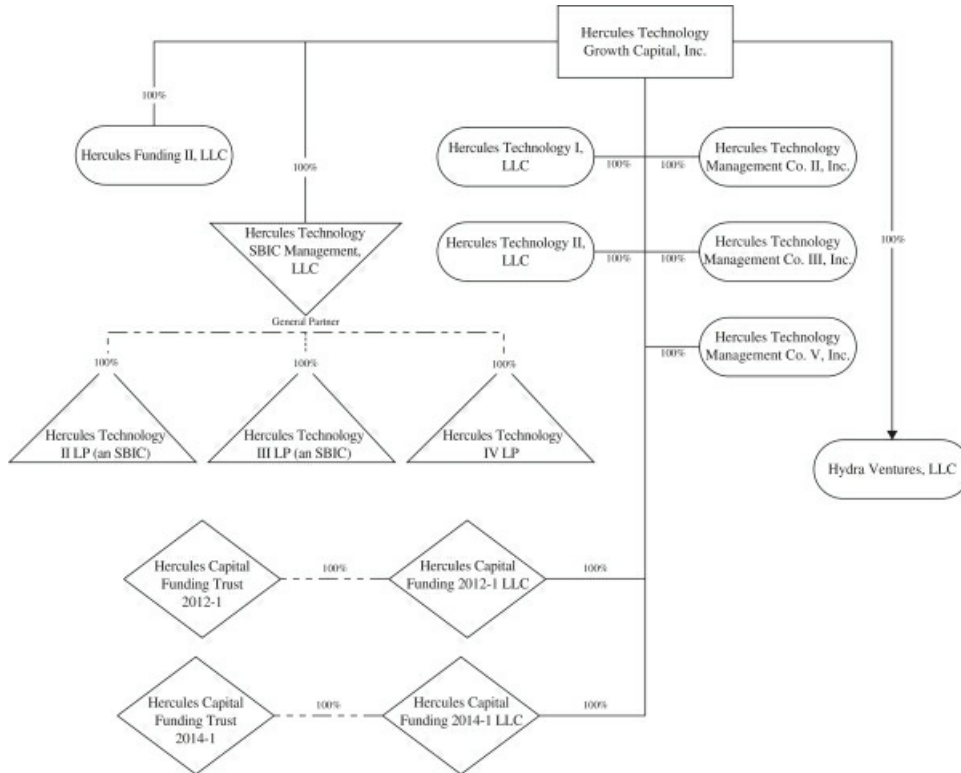 Hercules Technology
Growth Capital, Inc.
100%
Hercules Funding II, LLC
100%
Hercules Technology I,
LLC
100%
100%
Hercules Technology
Management Co. II, Inc.
Hercules Technology
SBIC Management,
LLC
General Partner
Hercules Technology II,
LLC
100%
100%
Hercules Technology
Management Co. III, Inc.
100%
100%
Hercules Technology
Management Co. V, Inc.
100%
100%
100%
Hercules Technology
II LP (an SBIC)
Hercules Technology
III LP (an SBIC)
Hercules Technology
IV LP
Hydra Ventures, LLC
Hercules Capital
Funding Trust
2012-1
100%
Hercules Capital
Funding 2012-1 LLC
100%
Hercules Capital
Funding Trust
2014-1
100%
Hercules Capital
Funding 2014-1 LLC
100%